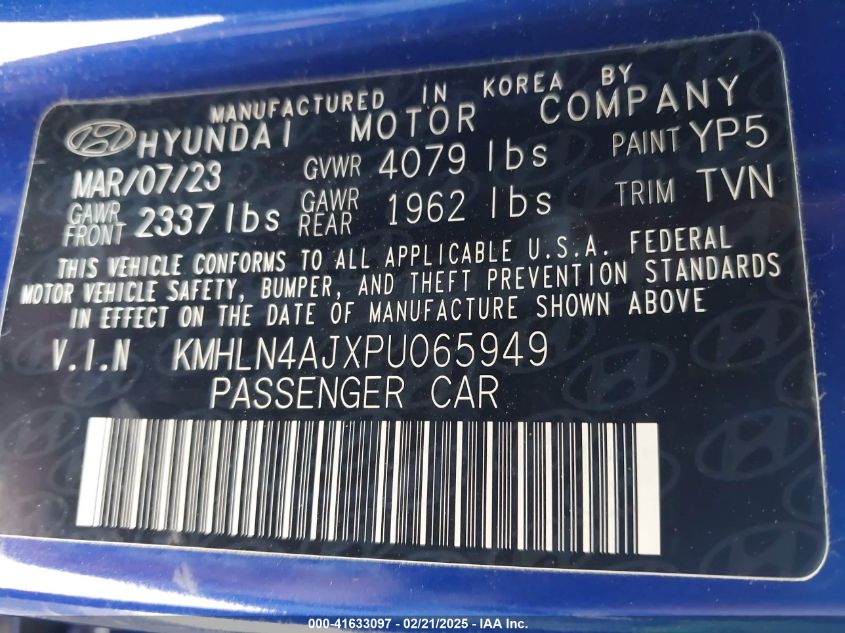 MANUFACTURED IN KOREA BY
HYUNDAI MOTOR COMPANY
MAR/07/23 GVWR 4079 lbs PAINT YP5
GAWR FRONT 2337 lbs GAWR REAR 1962 lbs TRIM TVN
THIS VEHICLE CONFORMS TO ALL APPLICABLE U.S.A. FEDERAL
MOTOR VEHICLE SAFETY, BUMPER, AND THEFT PREVENTION STANDARDS
IN EFFECT ON THE DATE OF MANUFACTURE SHOWN ABOVE
V.I.N KMHLN4AJXPU065949
PASSENGER CAR
000-41633097 - 02/21/2025 - IAA Inc.